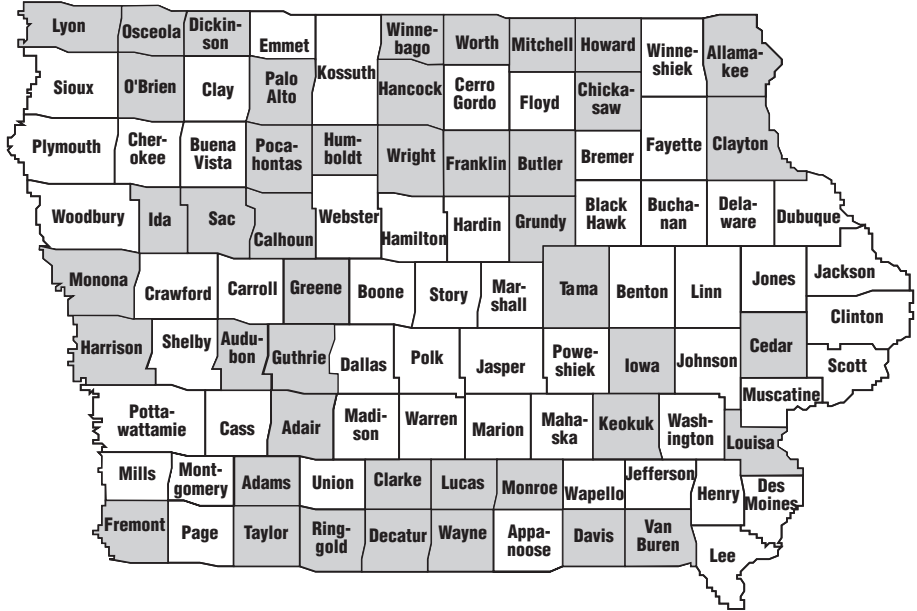 Lyon
Osceola
Dickin-
son
Emmet
Kossuth
Winne-
bago
Worth
Mitchell
Howard
Winne-
shiek
Allama-
kee
Sioux
O'Brien
Clay
Palo
Alto
Hancock
Cerro
Gordo
Floyd
Chicka-
saw
Plymouth
Cher-
okee
Buena
Vista
Poca-
hontas
Hum-
boldt
Wright
Franklin
Butler
Bremer
Fayette
Clayton
Woodbury
Ida
Sac
Calhoun
Webster
Hamilton
Hardin
Grundy
Black
Hawk
Bucha-
nan
Dela-
ware
Dubuque
Monona
Crawford
Carroll
Greene
Boone
Story
Mar-
shall
Tama
Benton
Linn
Jones
Jackson
Clinton
Harrison
Shelby
Audu-
bon
Guthrie
Dallas
Polk
Jasper
Powe-
shiek
Iowa
Johnson
Cedar
Scott
Muscatine
Potta-
wattamie
Cass
Adair
Madi-
son
Warren
Marion
Maha-
ska
Keokuk
Wash-
ington
Louisa
Mills
Mont-
gomery
Adams
Union
Clarke
Lucas
Monroe
Wapello
Jefferson
Henry
Des
Moines
Fremont
Page
Taylor
Ring-
gold
Decatur
Wayne
Appa-
noose
Davis
Van
Buren
Lee